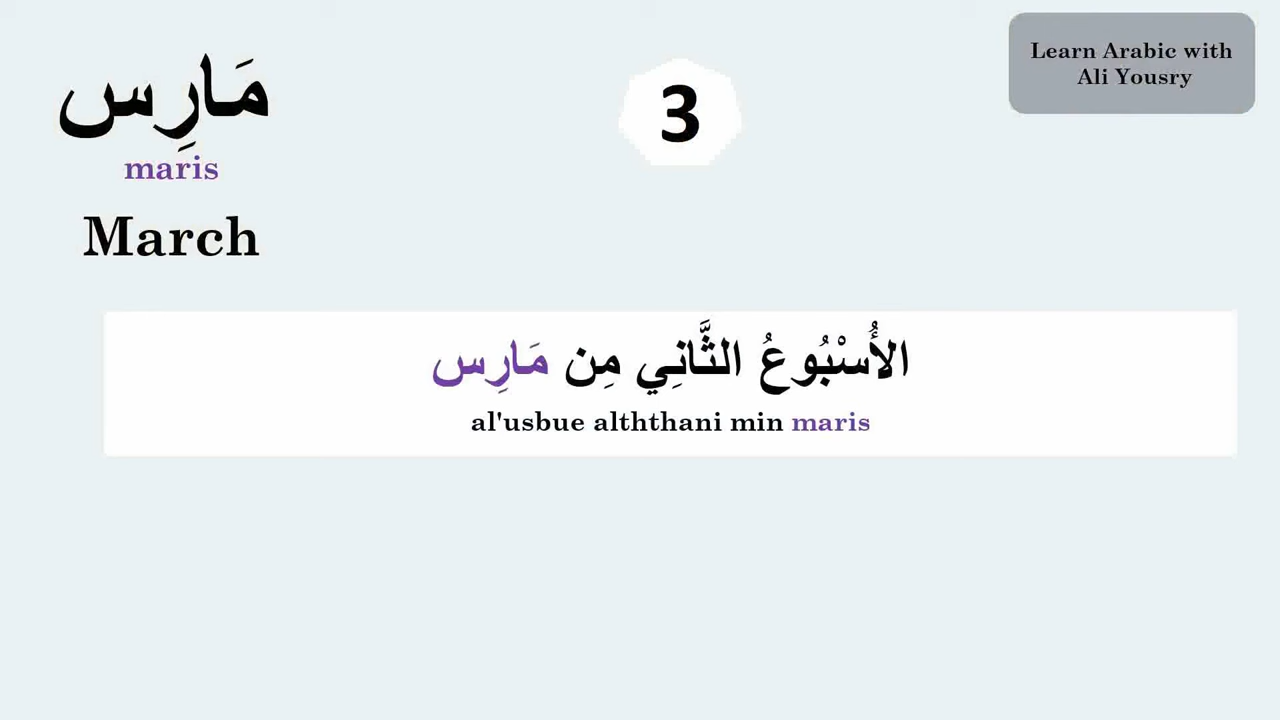 مَارِس
maris
March
3
Learn Arabic with
Ali Yousry
الأُسْبُوعُ الثَّانِي مِن مَارِس
al'usbue alththani min maris